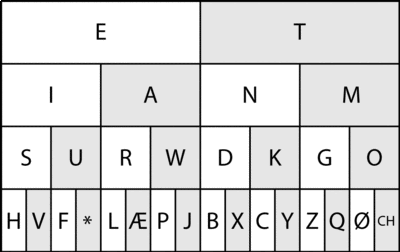 E T
I A N M
S U R W D K G O
H V F * L Æ P J B X C Y Z Q Ø CH